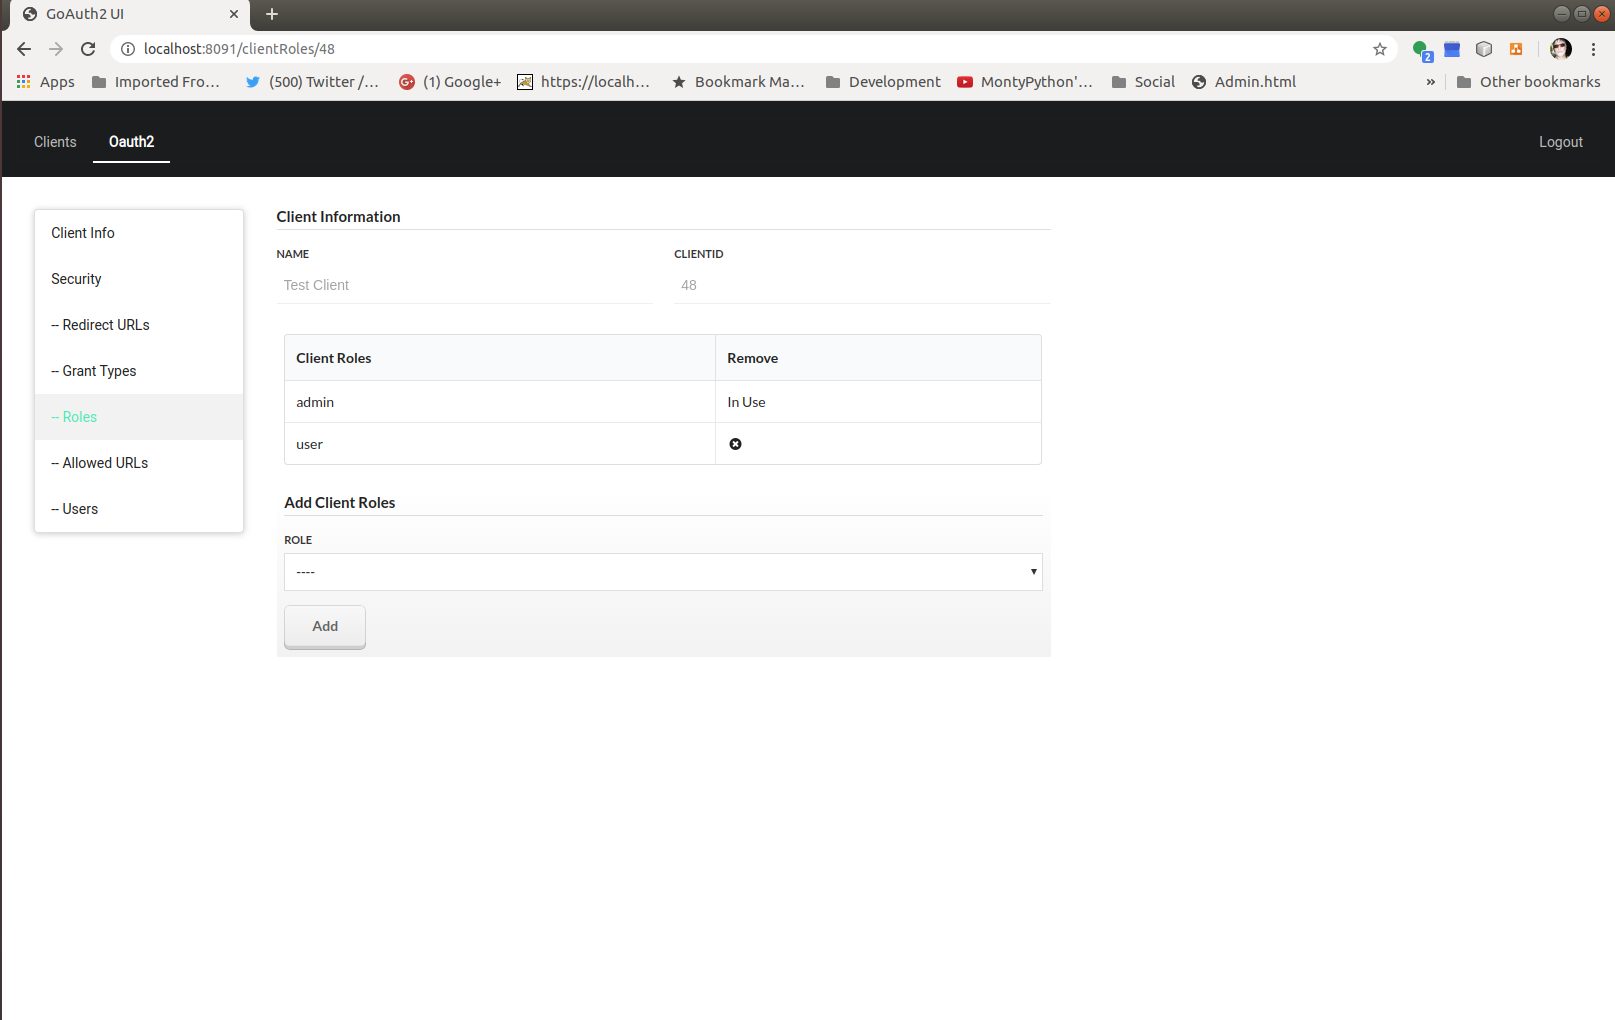 GoAuth2 UI
localhost:8091/clientRoles/48
2
Apps Imported Fro... (500) Twitter /... (1) Google+ https://localh... Bookmark Ma... Development MontyPython'... Social Admin.html » Other bookmarks
Clients Oauth2 Logout
Client Info
Security
-- Redirect URLs
-- Grant Types
-- Roles
-- Allowed URLs
-- Users
Client Information
NAME CLIENTID
Test Client 48
Client Roles Remove
admin In Use
user
Add Client Roles
ROLE
----
Add